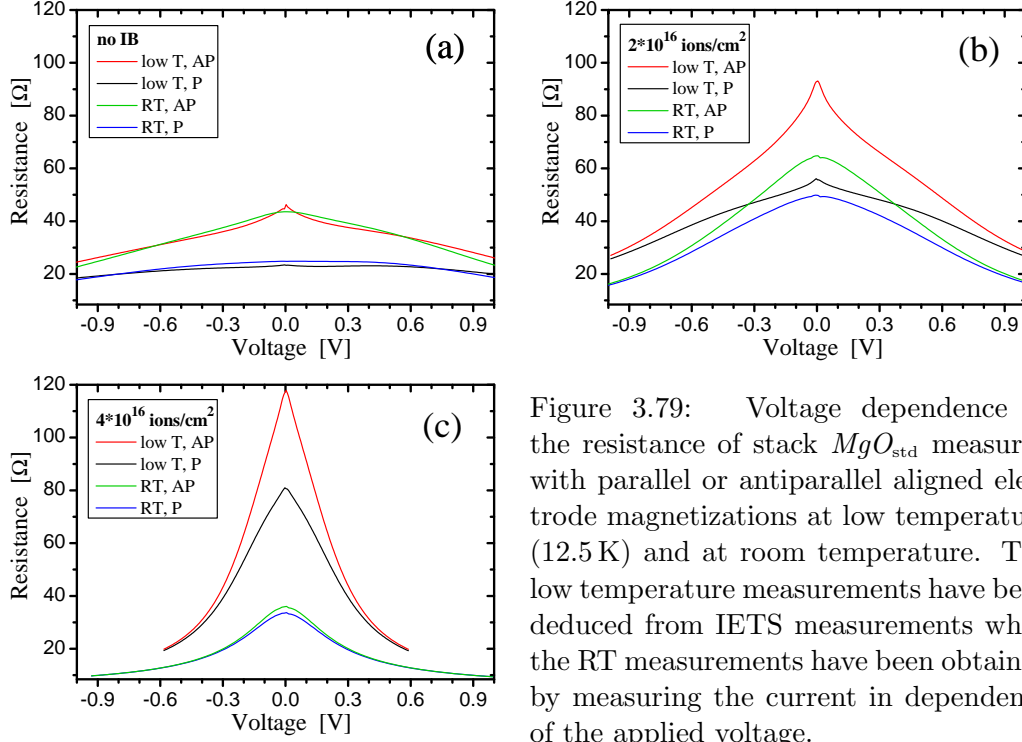 120
100
80
60
40
20
Resistance [Ω]
no IB
low T, AP
low T, P
RT, AP
RT, P
(a)
-0.9 -0.6 -0.3 0.0 0.3 0.6 0.9
Voltage [V]
120
100
80
60
40
20
Resistance [Ω]
2*10^16 ions/cm^2
low T, AP
low T, P
RT, AP
RT, P
(b)
-0.9 -0.6 -0.3 0.0 0.3 0.6 0.9
Voltage [V]
120
100
80
60
40
20
Resistance [Ω]
4*10^16 ions/cm^2
low T, AP
low T, P
RT, AP
RT, P
(c)
-0.9 -0.6 -0.3 0.0 0.3 0.6 0.9
Voltage [V]
Figure 3.79: Voltage dependence
the resistance of stack MgO_std measur
with parallel or antiparallel aligned ele
trode magnetizations at low temperatu
(12.5 K) and at room temperature. T
low temperature measurements have be
deduced from IETS measurements wh
the RT measurements have been obtain
by measuring the current in dependen
of the applied voltage.